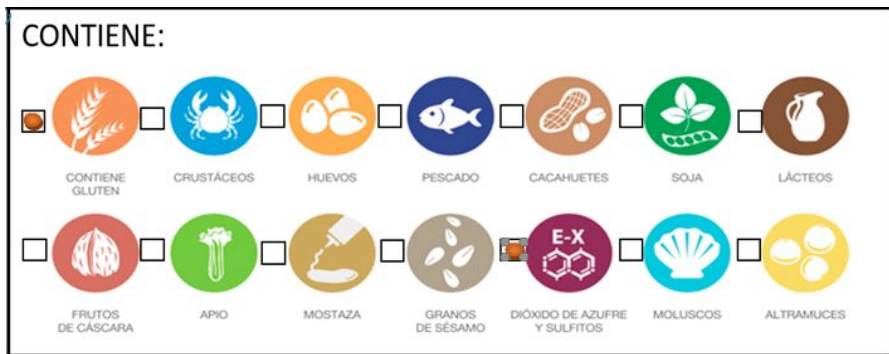 CONTIENE:
CONTIENE
GLUTEN
CRUSTÁCEOS
HUEVOS
PESCADO
CACAHUETES
SOJA
LÁCTEOS
E-X
FRUTOS
DE CÁSCARA
APIO
MOSTAZA
GRANOS
DE SÉSAMO
DIÓXIDO DE AZUFRE
Y SULFITOS
MOLUSCOS
ALTRAMUCES